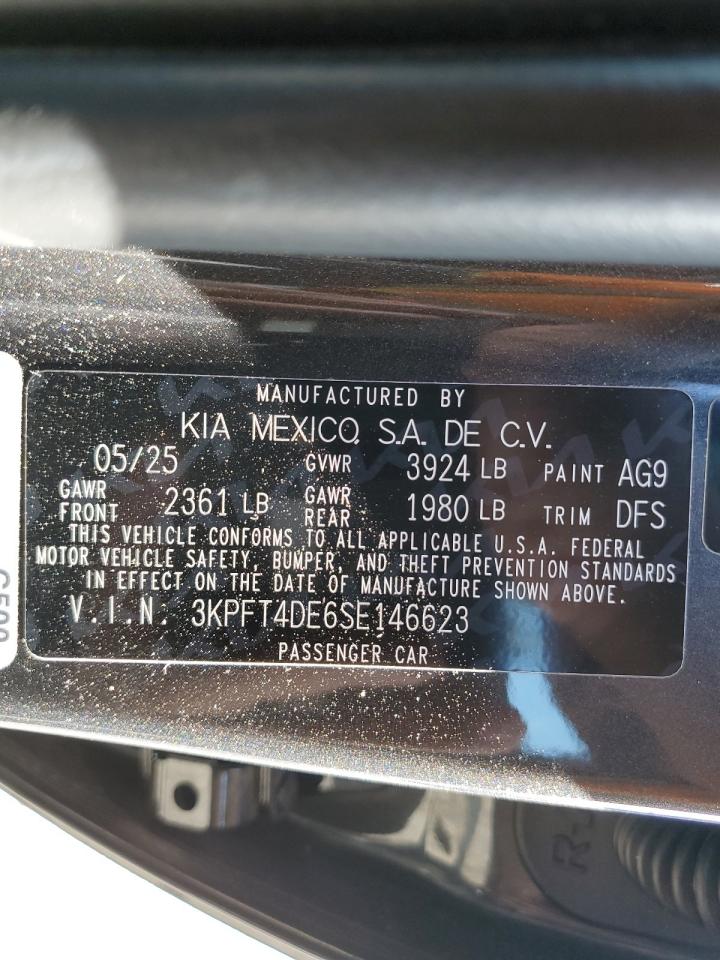 MANUFACTURED BY
KIA MEXICO, S.A. DE C.V.
05/25 GVWR 3924 LB PAINT AG9
GAWR FRONT 2361 LB GAWR REAR 1980 LB TRIM DFS
THIS VEHICLE CONFORMS TO ALL APPLICABLE U.S.A. FEDERAL
MOTOR VEHICLE SAFETY, BUMPER, AND THEFT PREVENTION STANDARDS
IN EFFECT ON THE DATE OF MANUFACTURE SHOWN ABOVE.
V.I.N: 3KPFT4DE6SE146623
PASSENGER CAR